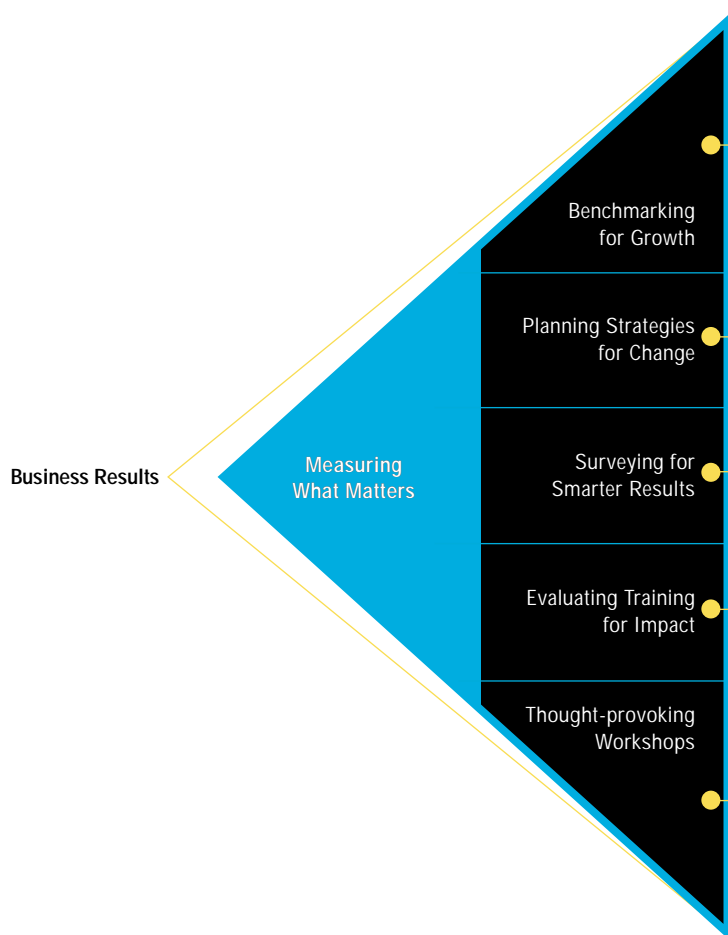 Benchmarking
for Growth
Planning Strategies
for Change
Business Results
Measuring
What Matters
Surveying for
Smarter Results
Evaluating Training
for Impact
Thought-provoking
Workshops